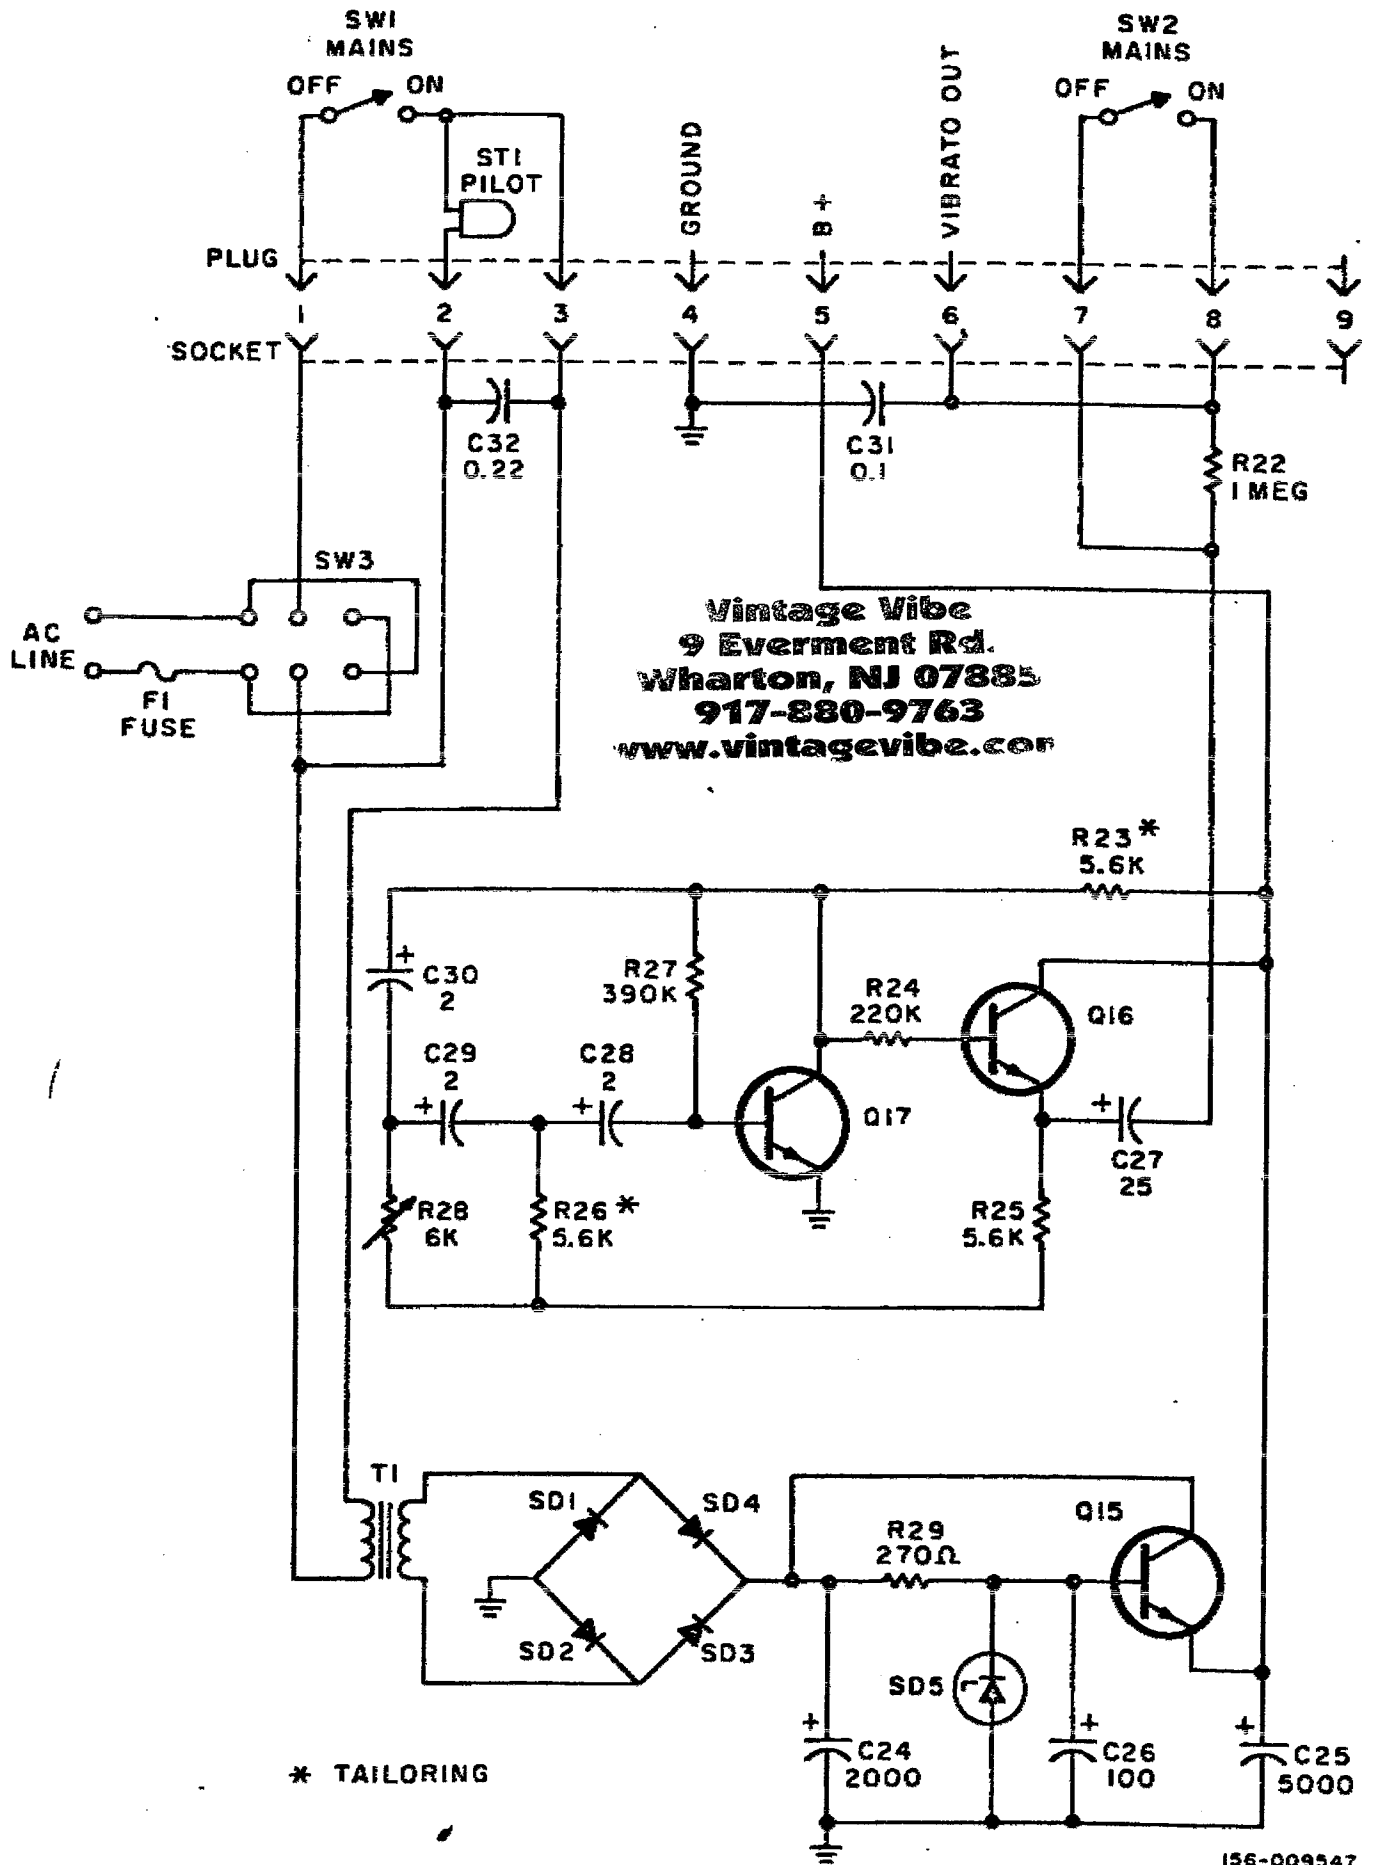 SW1
MAINS
OFF ON
ST1
PILOT
GROUND
B+
VIBRATO OUT
SW2
MAINS
OFF ON
PLUG
1 2 3 4 5 6 7 8 9
SOCKET
C32
0.22
C31
0.1
R22
1 MEG
SW3
AC
LINE
F1
FUSE
Vintage Vibe
9 Everment Rd.
Wharton, NJ 07885
917-880-9763
www.vintagevibe.com
R23*
5.6K
+
C30
2
R27
390K
R24
220K
Q16
C29
2
+
C28
2
+
Q17
+
C27
25
R28
6K
R26*
5.6K
R25
5.6K
T1
SD1
SD4
SD2
SD3
R29
270Ω
Q15
SD5
+
C24
2000
+
C26
100
+
C25
5000
* TAILORING
156-009547